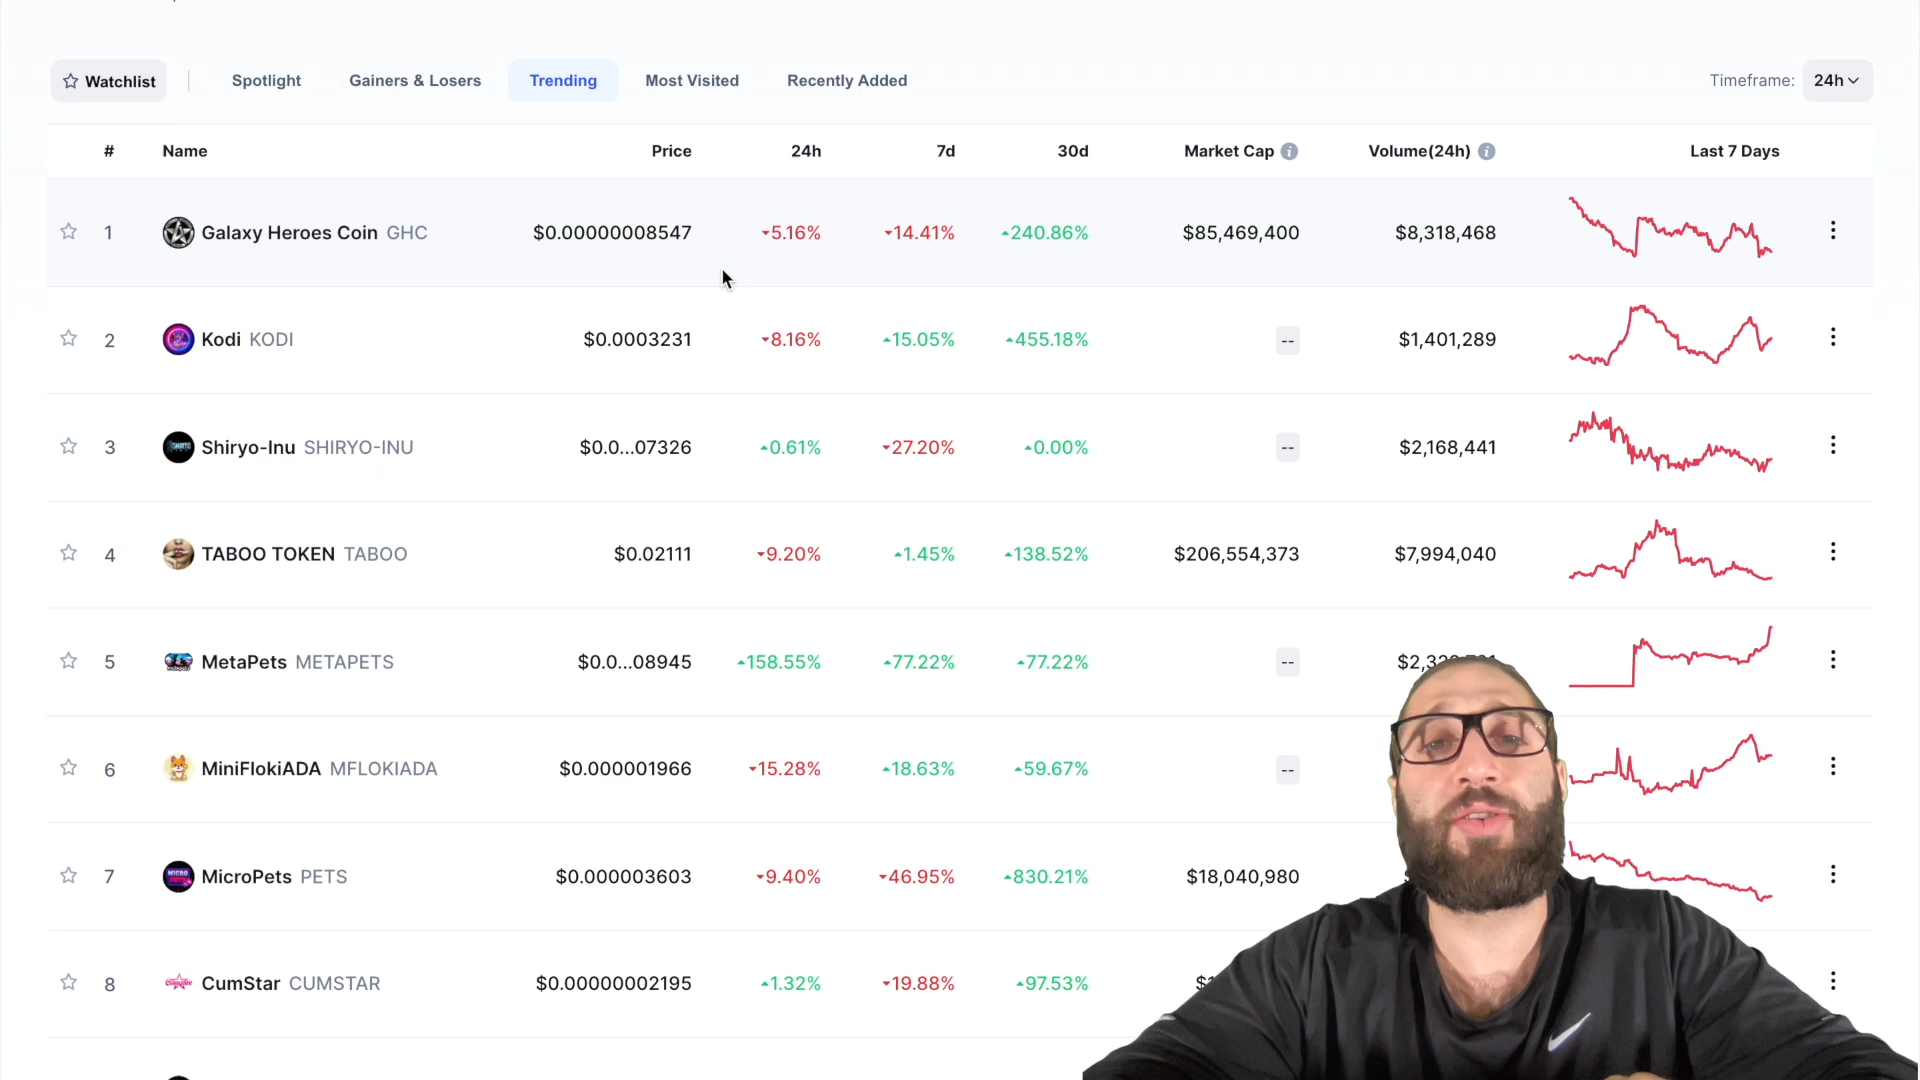 Watchlist Spotlight Gainers & Losers Trending Most Visited Recently Added Timeframe: 24h
# Name Price 24h 7d 30d Market Cap Volume(24h) Last 7 Days
1 Galaxy Heroes Coin GHC $0.00000008547 5.16% 14.41% 240.86% $85,469,400 $8,318,468
2 Kodi KODI $0.0003231 8.16% 15.05% 455.18% -- $1,401,289
3 Shiryo-Inu SHIRYO-INU $0.0...07326 0.61% 27.20% 0.00% -- $2,168,441
4 TABOO TOKEN TABOO $0.02111 9.20% 1.45% 138.52% $206,554,373 $7,994,040
5 MetaPets METAPETS $0.0...08945 158.55% 77.22% 77.22% --
6 MiniFlokiADA MFLOKIADA $0.000001966 15.28% 18.63% 59.67% --
7 MicroPets PETS $0.000003603 9.40% 46.95% 830.21% $18,040,980
8 CumStar CUMSTAR $0.00000002195 1.32% 19.88% 97.53%